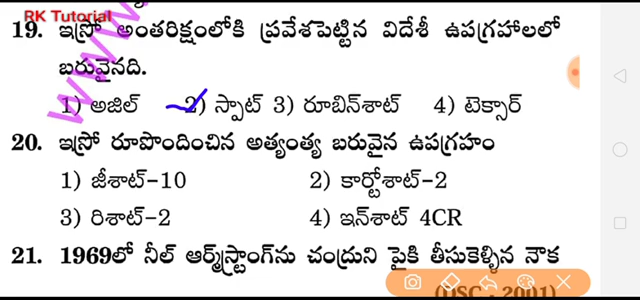 RK Tutorial
19. ఇస్రో అంతరిక్షంలోకి ప్రవేశపెట్టిన విదేశీ ఉపగ్రహాలలో
బరువైనది.
1) అజిల్ 2) స్పాట్ 3) రూబిన్‌శాట్ 4) టెక్సార్
20. ఇస్రో రూపొందించిన అత్యంత్య బరువైన ఉపగ్రహం
1) జీశాట్-10 2) కార్టోశాట్-2
3) రిశాట్-2 4) ఇన్‌శాట్ 4CR
21. 1969లో నీల్ ఆర్మ్‌స్ట్రాంగ్‌ను చంద్రుని పైకి తీసుకెళ్ళిన నౌక
2001)